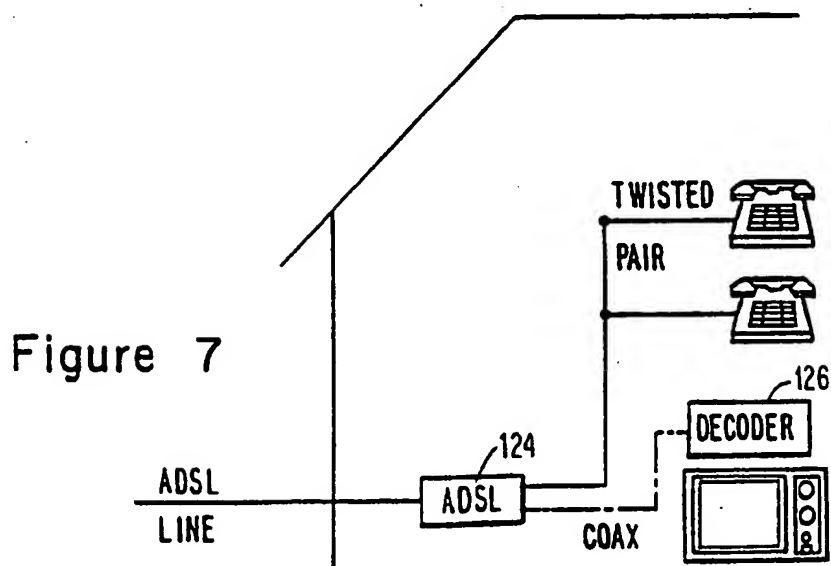 TWISTED
PAIR
Figure 7
126
DECODER
124
ADSL
LINE
ADSL
COAX